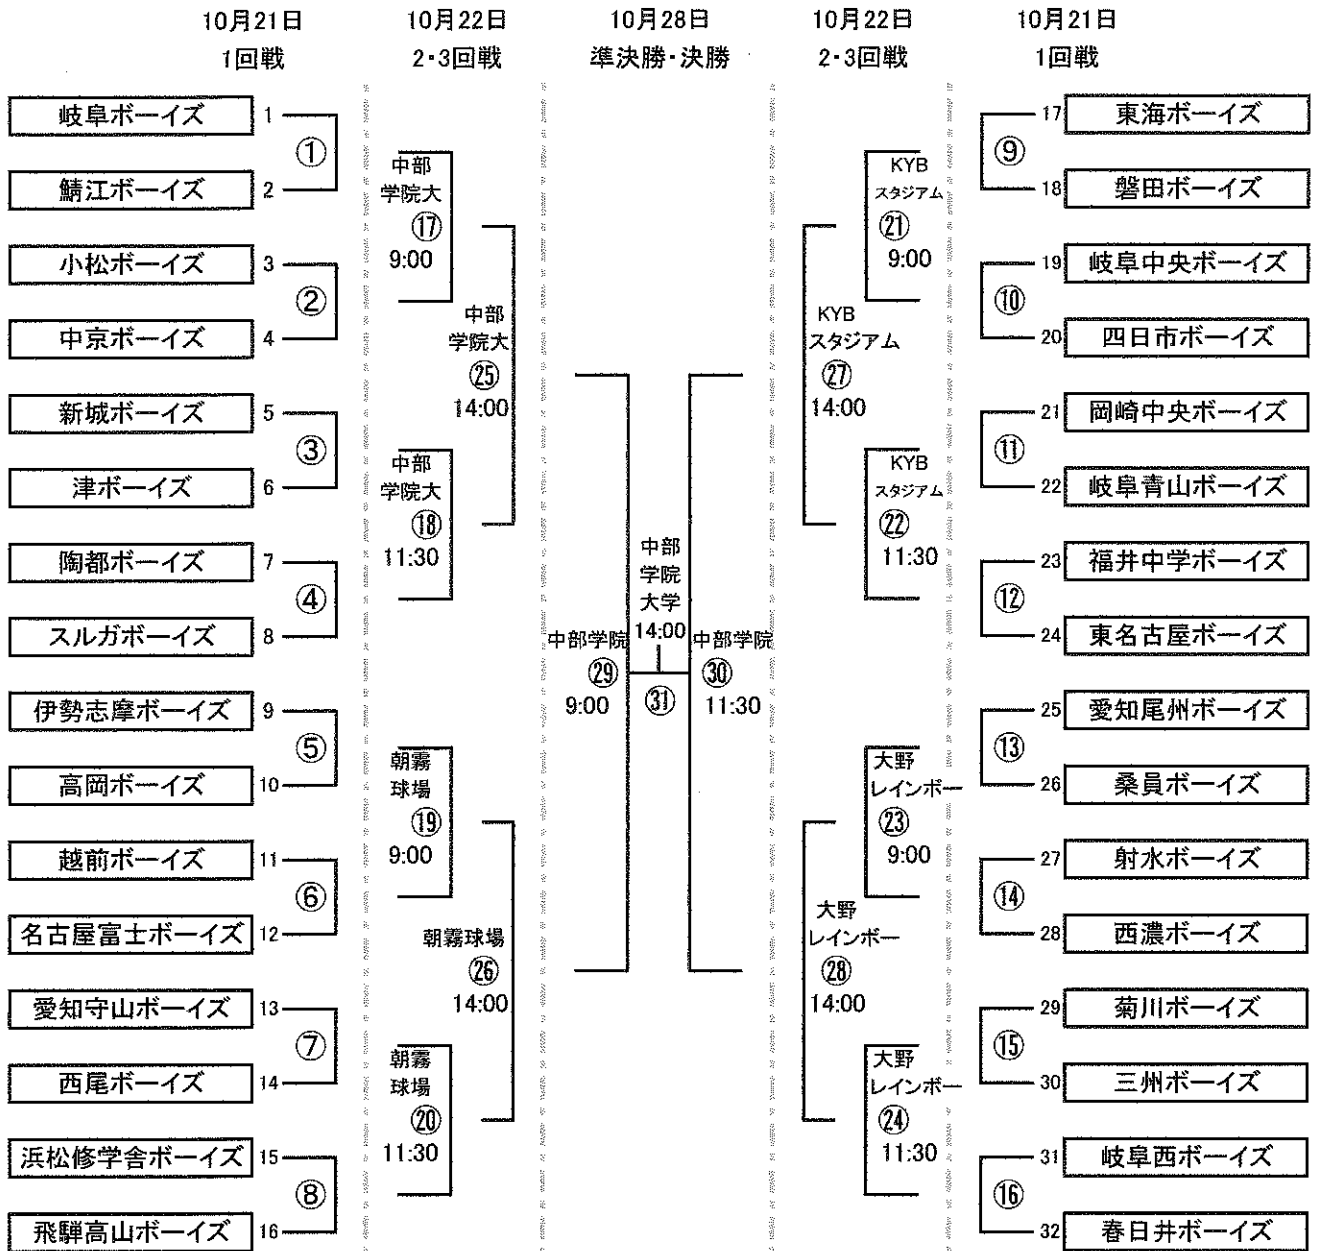 10月21日 10月22日 10月28日 10月22日 10月21日
1回戦 2・3回戦 準決勝・決勝 2・3回戦 1回戦
岐阜ボーイズ 1
①
鯖江ボーイズ 2
小松ボーイズ 3
②
中京ボーイズ 4
新城ボーイズ 5
③
津ボーイズ 6
陶都ボーイズ 7
④
スルガボーイズ 8
伊勢志摩ボーイズ 9
⑤
高岡ボーイズ 10
越前ボーイズ 11
⑥
名古屋富士ボーイズ 12
愛知守山ボーイズ 13
⑦
西尾ボーイズ 14
浜松修学舎ボーイズ 15
⑧
飛騨高山ボーイズ 16
中部
学院大
⑰
9:00
中部
学院大
⑱
11:30
朝霧
球場
⑲
9:00
朝霧
球場
⑳
11:30
中部
学院大
㉕
14:00
朝霧球場
㉖
14:00
中部学院
㉙
9:00
中部
学院
大学
14:00
㉛
中部学院
㉚
11:30
KYB
スタジアム
㉗
14:00
大野
レインボー
㉘
14:00
KYB
スタジアム
㉑
9:00
KYB
スタジアム
㉒
11:30
大野
レインボー
㉓
9:00
大野
レインボー
㉔
11:30
17 東海ボーイズ
⑨
18 磐田ボーイズ
19 岐阜中央ボーイズ
⑩
20 四日市ボーイズ
21 岡崎中央ボーイズ
⑪
22 岐阜青山ボーイズ
23 福井中学ボーイズ
⑫
24 東名古屋ボーイズ
25 愛知尾州ボーイズ
⑬
26 桑員ボーイズ
27 射水ボーイズ
⑭
28 西濃ボーイズ
29 菊川ボーイズ
⑮
30 三州ボーイズ
31 岐阜西ボーイズ
⑯
32 春日井ボーイズ